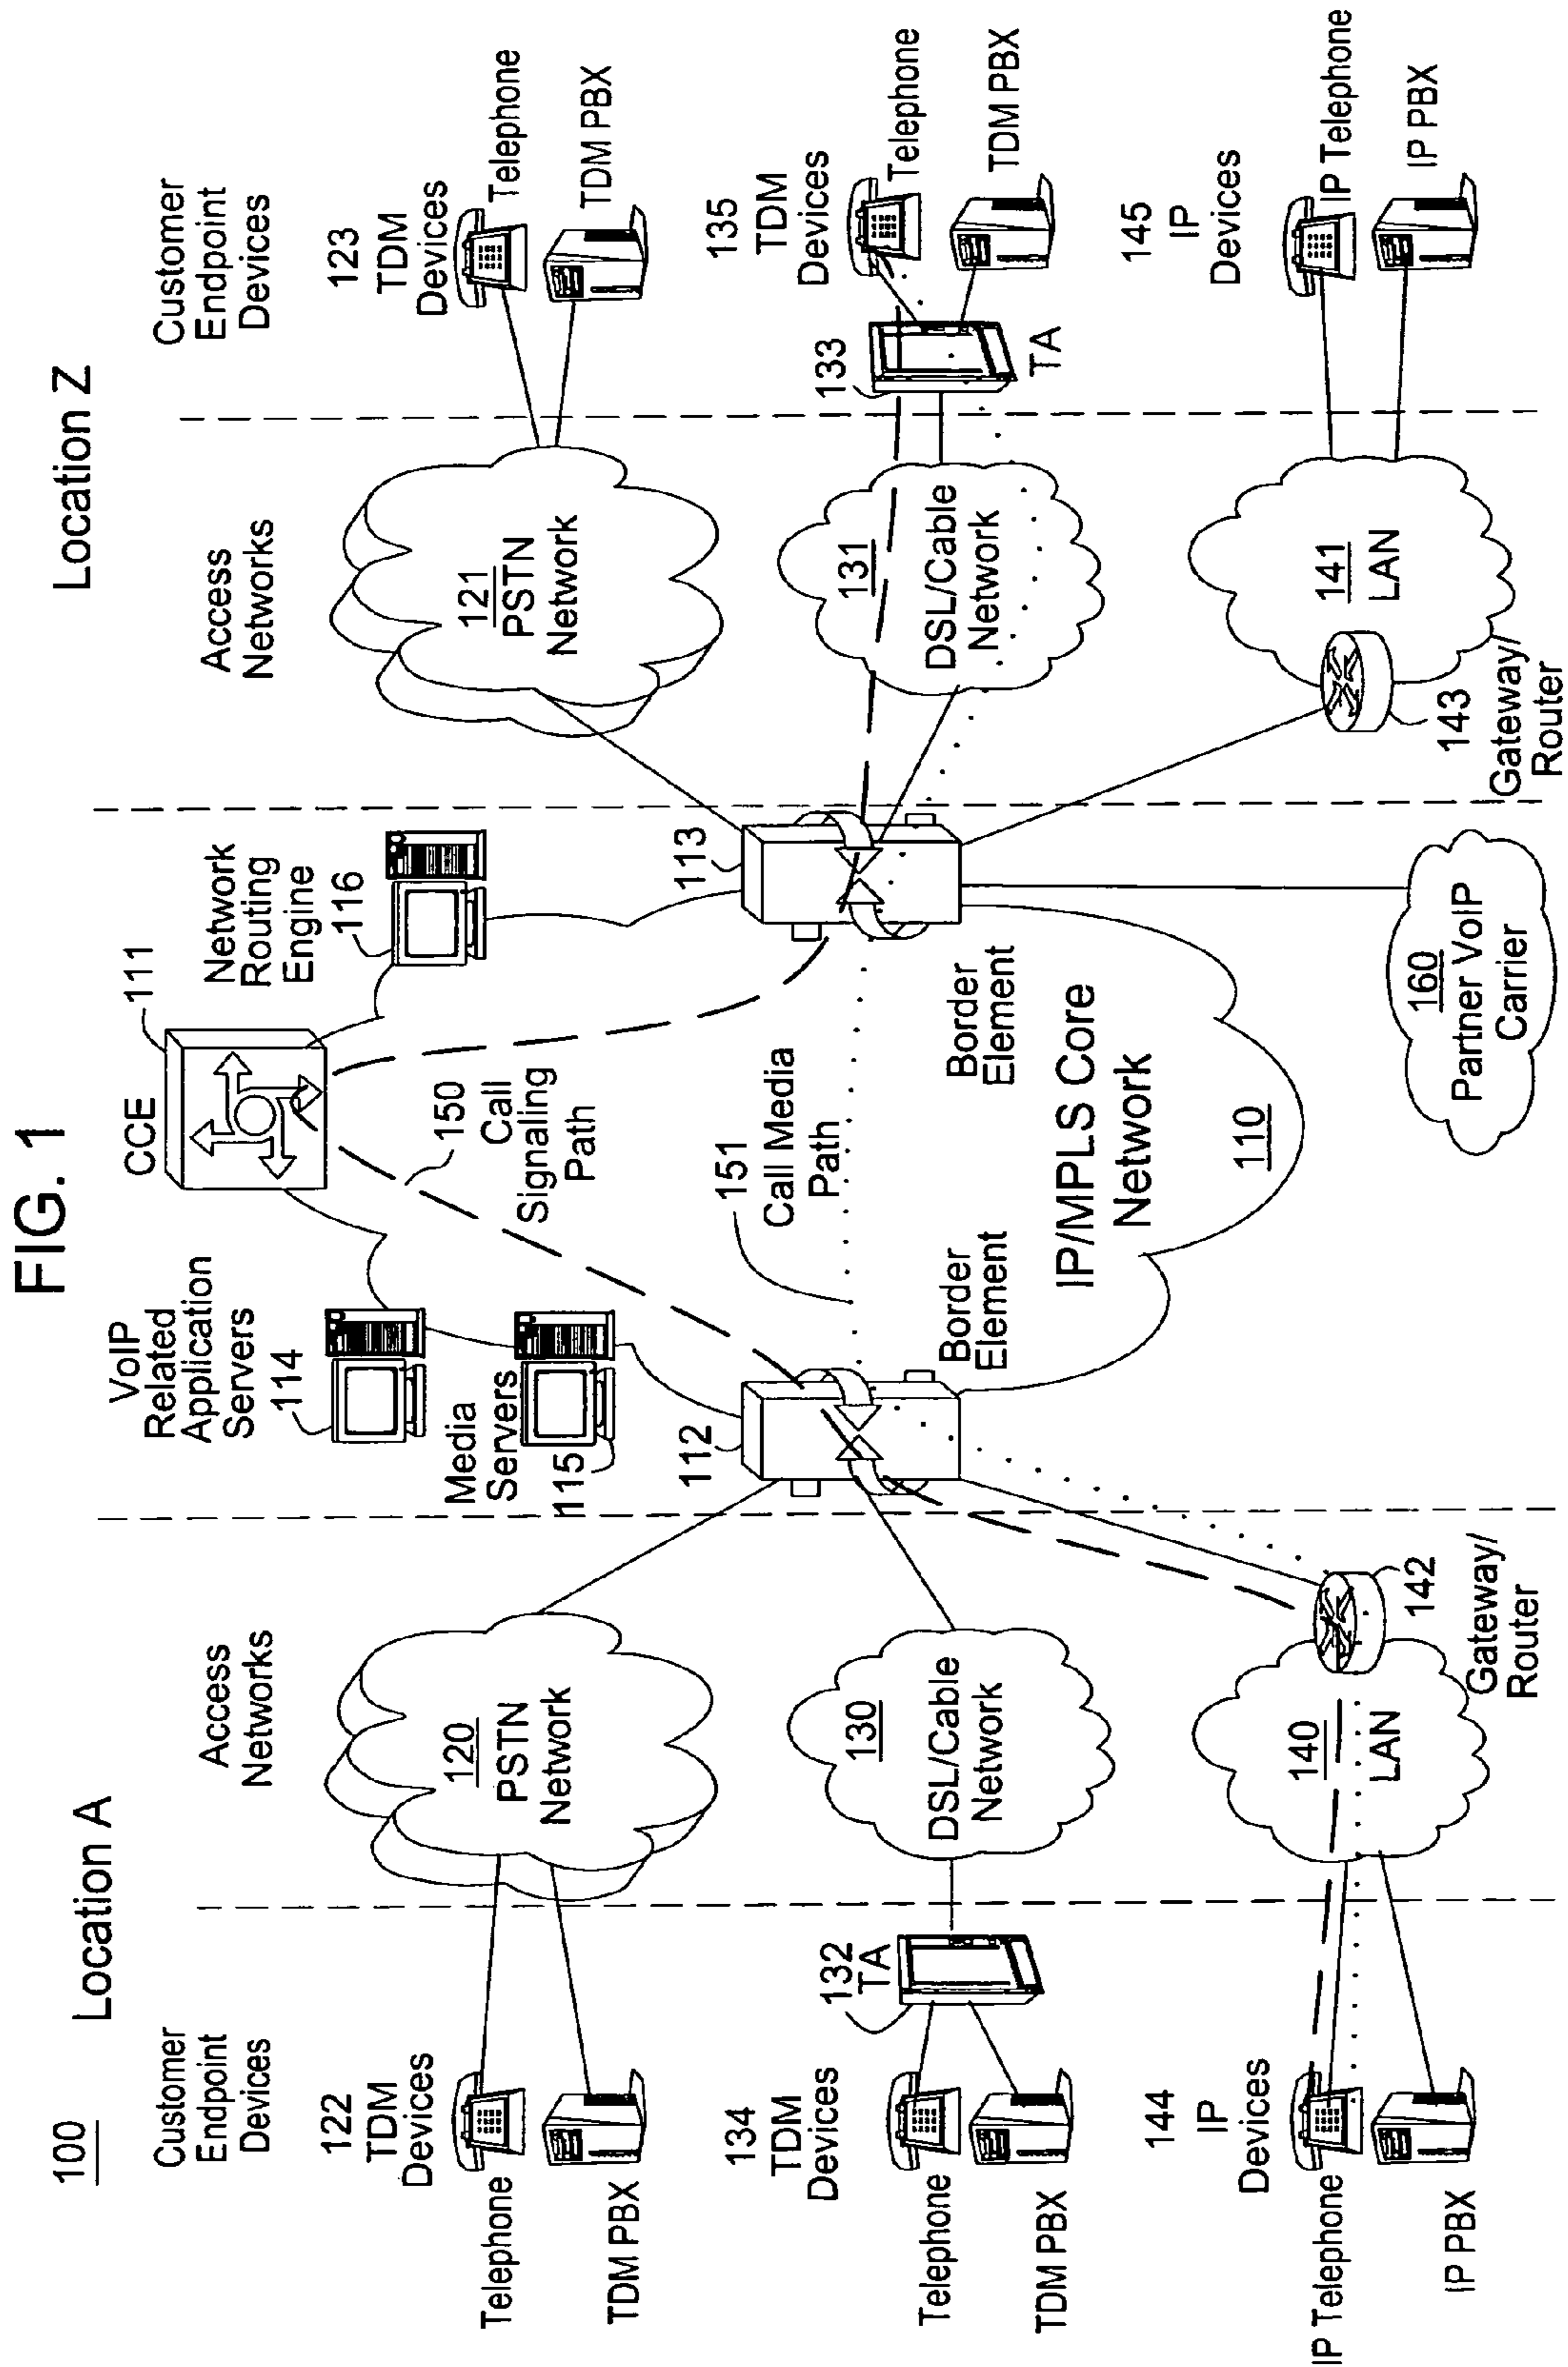 FIG. 1
100
Location A
Location Z
Customer
Endpoint
Devices
Access
Networks
VoIP
Related
Application
Servers
114
CCE
111
Network
Routing
Engine
116
Access
Networks
Customer
Endpoint
Devices
122
TDM
Devices
Telephone
TDM PBX
120
PSTN
Network
Media
Servers
115
150
Call
Signaling
Path
121
PSTN
Network
123
TDM
Devices
Telephone
TDM PBX
134
TDM
Devices
Telephone
TDM PBX
132
TA
130
DSL/Cable
Network
112
Border
Element
151
Call Media
Path
113
Border
Element
131
DSL/Cable
Network
133
TA
135
TDM
Devices
Telephone
TDM PBX
IP/MPLS Core
Network
110
144
IP
Devices
IP Telephone
IP PBX
140
LAN
142
Gateway/
Router
160
Partner VoIP
Carrier
143
Gateway/
Router
141
LAN
145
IP
Devices
IP Telephone
IP PBX